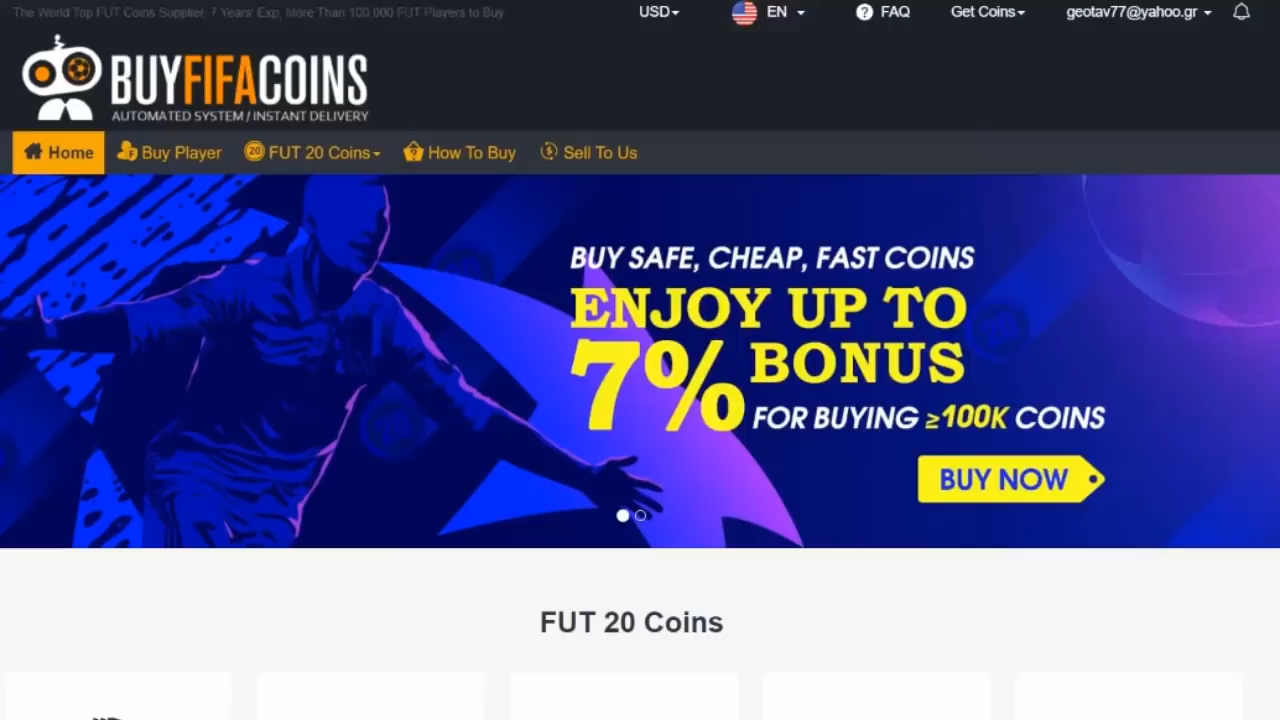 The World Top FUT Coins Supplier, 7 Years' Exp, More Than 100,000 FUT Players to Buy
USD
EN
? FAQ
Get Coins
geotav77@yahoo.gr
BUYFIFACOINS
AUTOMATED SYSTEM / INSTANT DELIVERY
Home
Buy Player
20 FUT 20 Coins
How To Buy
Sell To Us
BUY SAFE, CHEAP, FAST COINS
ENJOY UP TO
7% BONUS
FOR BUYING ≥100K COINS
BUY NOW
FUT 20 Coins